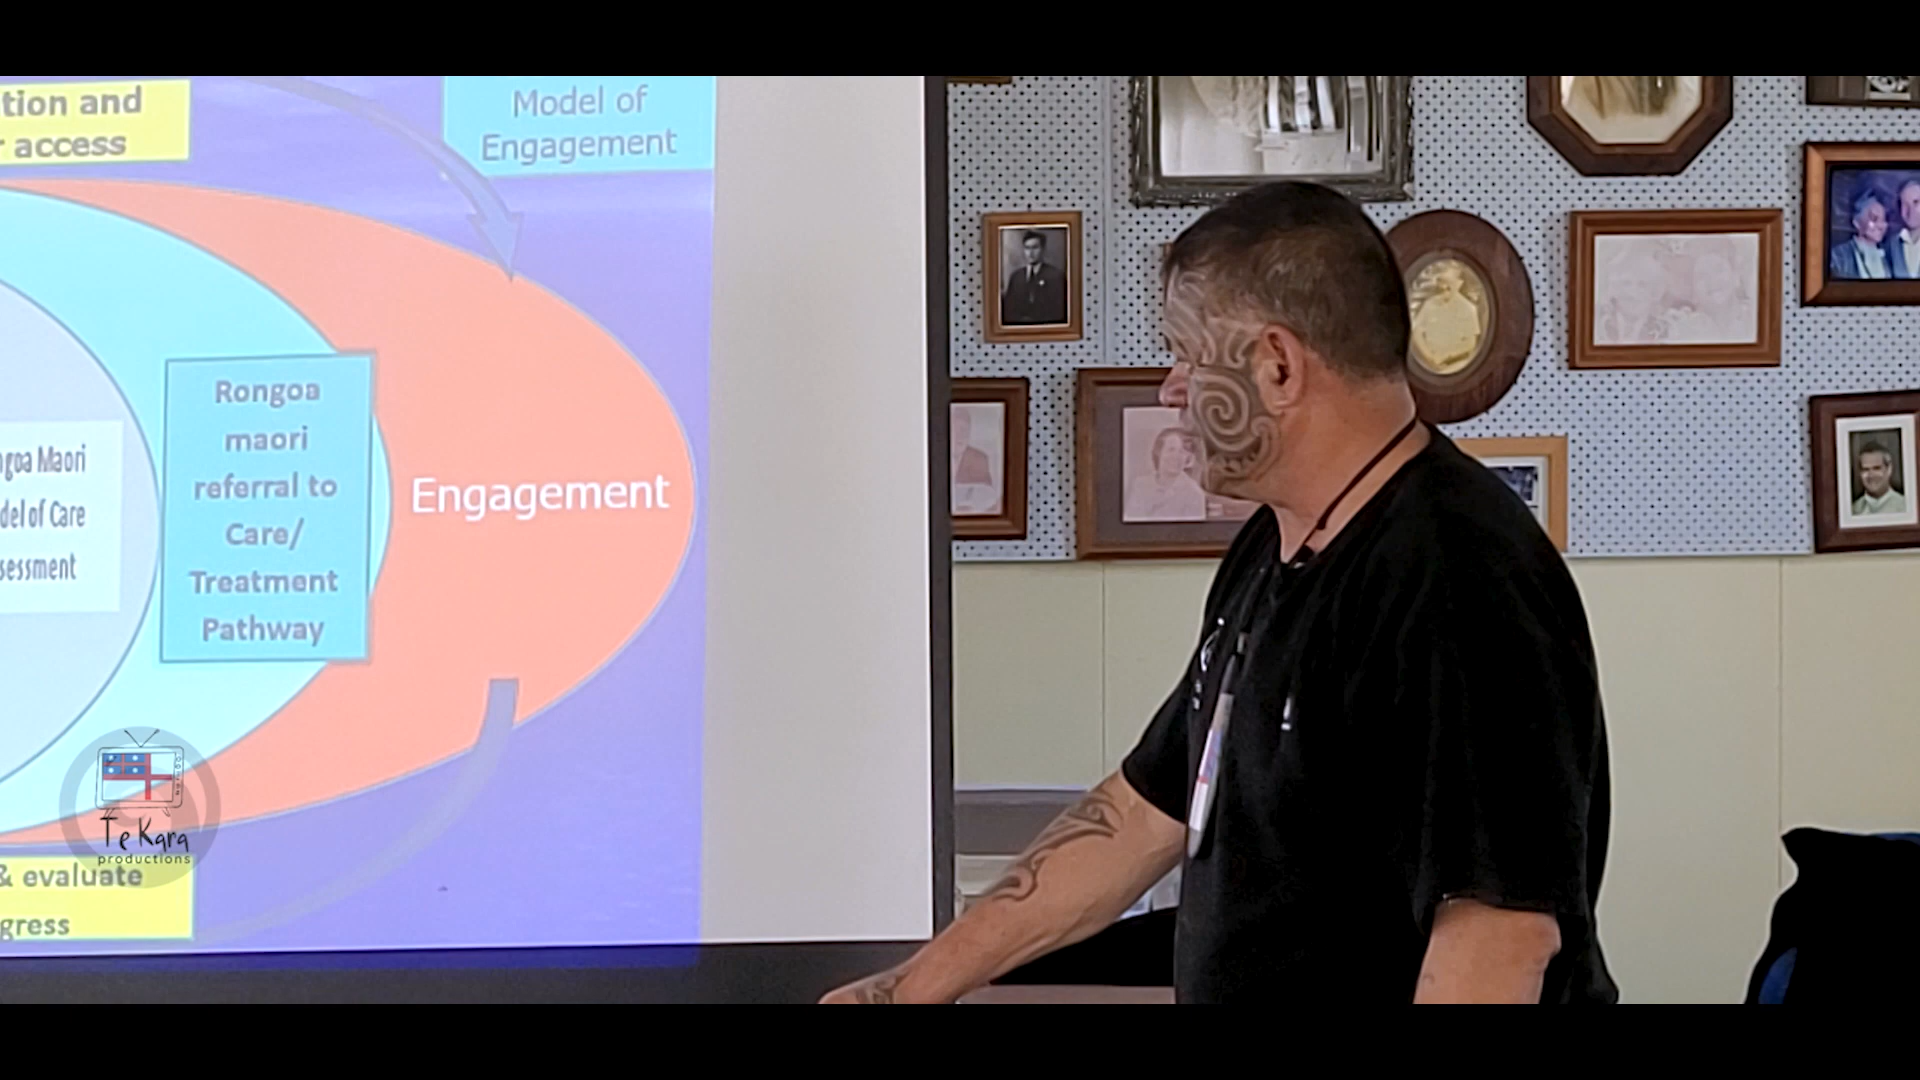 tion and
r access
Model of
Engagement
Rongoa
maori
referral to
Care/
Treatment
Pathway
Engagement
ngoa Maori
del of Care
sessment
Te Kara
productions
& evaluate
gress